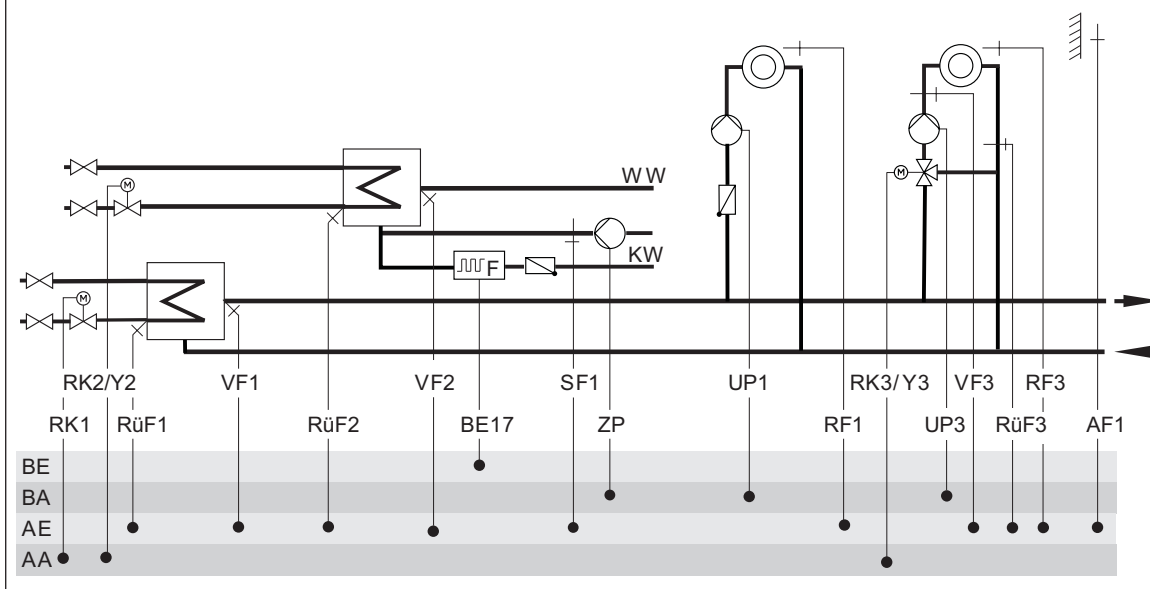 M
WW
KW
F
M
M
RK2/Y2 VF1 VF2 SF1 UP1 RK3/Y3 VF3 RF3
RK1 RüF1 RüF2 BE17 ZP RF1 UP3 RüF3 AF1
BE
BA
AE
AA